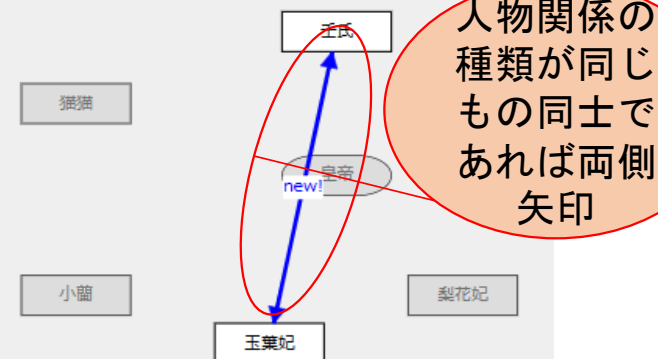 壬氏
猫猫
皇帝
new!
小蘭
梨花妃
玉葉妃
人物関係の
種類が同じ
もの同士で
あれば両側
矢印